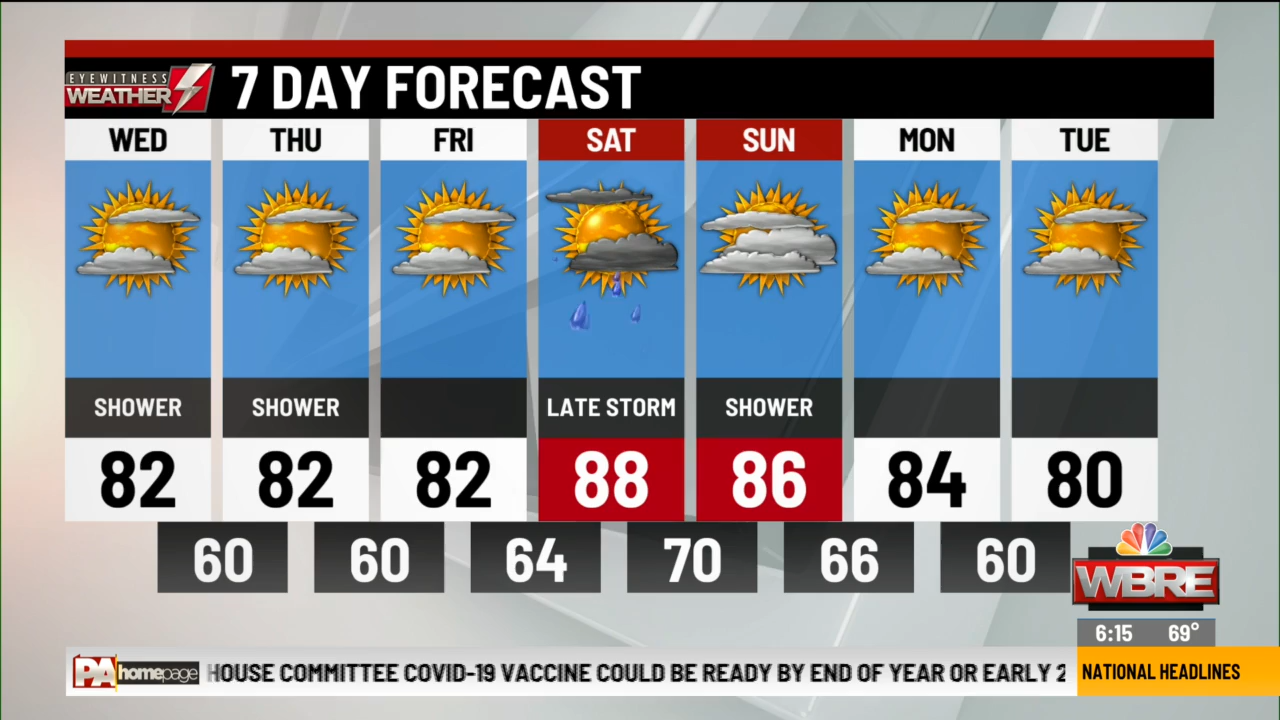 EYEWITNESS
WEATHER
7 DAY FORECAST
WED THU FRI SAT SUN MON TUE
SHOWER SHOWER LATE STORM SHOWER
82 82 82 88 86 84 80
60 60 64 70 66 60
WBRE
6:15 69°
PA homepage HOUSE COMMITTEE COVID-19 VACCINE COULD BE READY BY END OF YEAR OR EARLY 2
NATIONAL HEADLINES